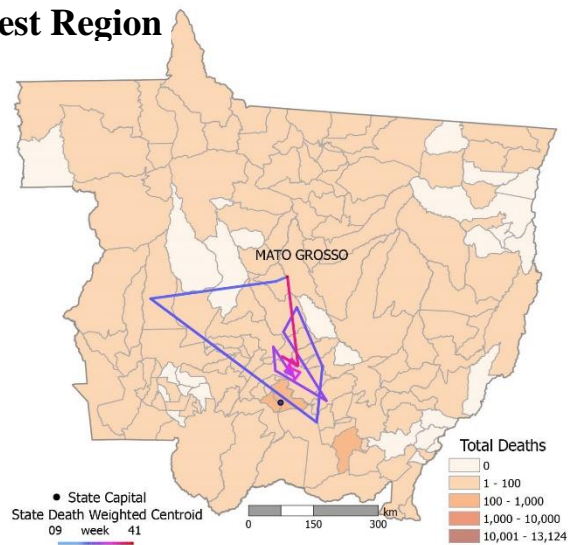 est Region
MATO GROSSO
Total Deaths
0
1 - 100
100 - 1,000
1,000 - 10,000
10,001 - 13,124
State Capital
State Death Weighted Centroid
09 week 41
0 150 300 km